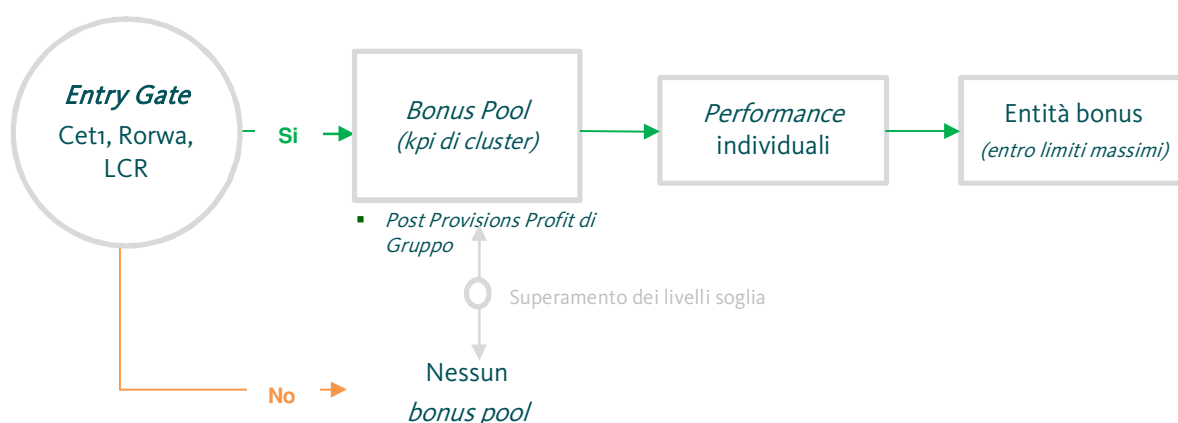 Entry Gate
Cet1, Rorwa,
LCR
Si
Bonus Pool
(kpi di cluster)
Performance
individuali
Entità bonus
(entro limiti massimi)
▪ Post Provisions Profit di
Gruppo
Superamento dei livelli soglia
No
Nessun
bonus pool